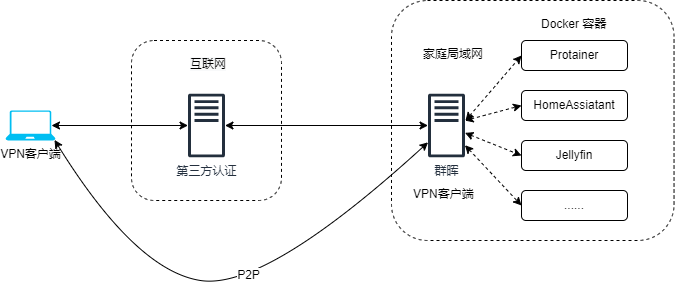 Docker 容器
互联网
家庭局域网
Protainer
HomeAssiatant
VPN客户端
第三方认证
群晖
Jellyfin
VPN客户端
......
P2P